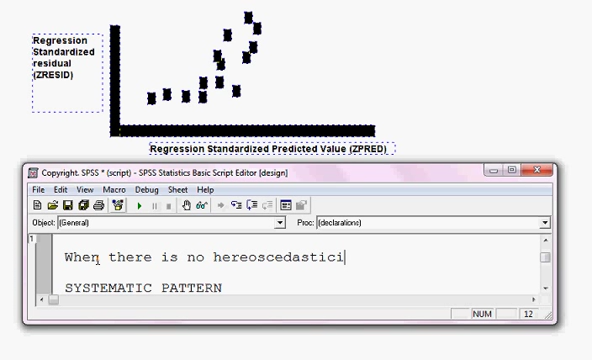 Regression
Standardized
residual
(ZRESID)
Regression Standardized Predicted Value (ZPRED)
Copyright. SPSS * (script) - SPSS Statistics Basic Script Editor [design]
File Edit View Macro Debug Sheet Help
Object: (General) Proc: (declarations)
1
When there is no hereoscedastici
SYSTEMATIC PATTERN
NUM 12